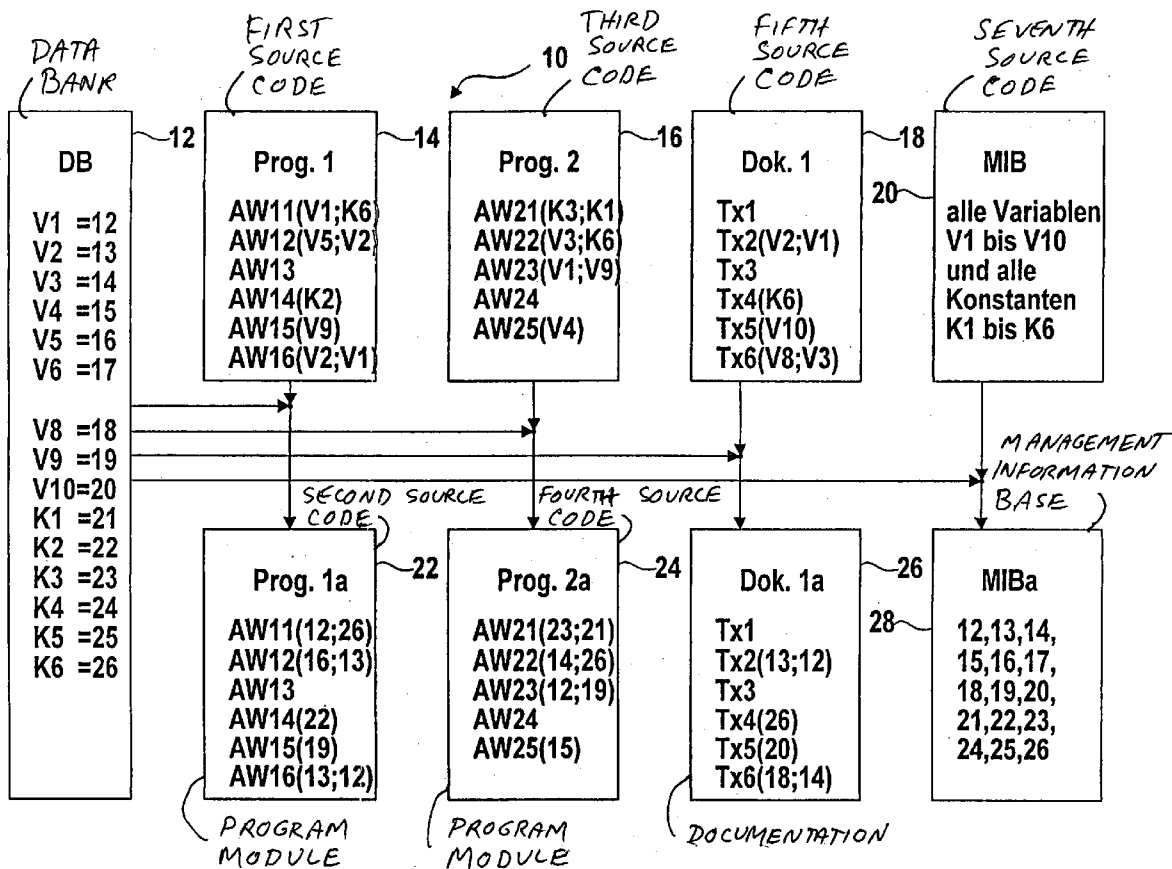 DATA
BANK
FIRST
SOURCE
CODE
10
THIRD
SOURCE
CODE
FIFTH
SOURCE
CODE
SEVENTH
SOURCE
CODE
12
DB
V1 =12
V2 =13
V3 =14
V4 =15
V5 =16
V6 =17
V8 =18
V9 =19
V10=20
K1 =21
K2 =22
K3 =23
K4 =24
K5 =25
K6 =26
14
Prog. 1
AW11(V1;K6)
AW12(V5;V2)
AW13
AW14(K2)
AW15(V9)
AW16(V2;V1)
16
Prog. 2
AW21(K3;K1)
AW22(V3;K6)
AW23(V1;V9)
AW24
AW25(V4)
18
Dok. 1
Tx1
Tx2(V2;V1)
Tx3
Tx4(K6)
Tx5(V10)
Tx6(V8;V3)
20
MIB
alle Variablen
V1 bis V10
und alle
Konstanten
K1 bis K6
SECOND SOURCE
CODE
FOURTH SOURCE
CODE
MANAGEMENT
INFORMATION
BASE
22
Prog. 1a
AW11(12;26)
AW12(16;13)
AW13
AW14(22)
AW15(19)
AW16(13;12)
24
Prog. 2a
AW21(23;21)
AW22(14;26)
AW23(12;19)
AW24
AW25(15)
26
Dok. 1a
Tx1
Tx2(13;12)
Tx3
Tx4(26)
Tx5(20)
Tx6(18;14)
28
MIBa
12,13,14,
15,16,17,
18,19,20,
21,22,23,
24,25,26
PROGRAM
MODULE
PROGRAM
MODULE
DOCUMENTATION